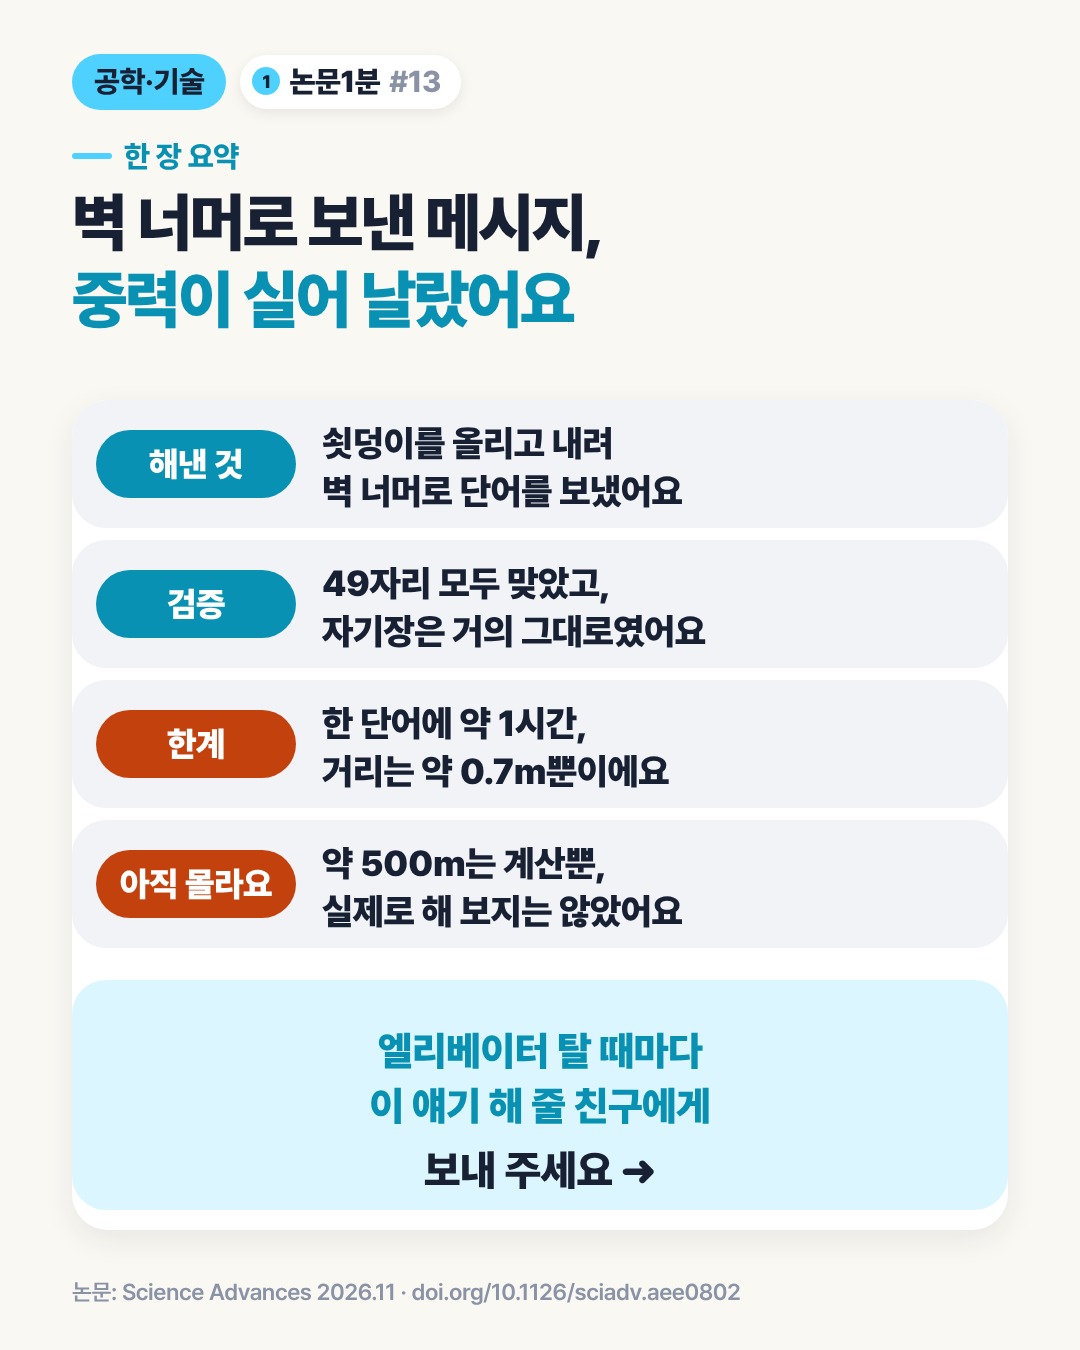 공학·기술
1 논문1분 #13
한 장 요약
벽 너머로 보낸 메시지,
중력이 실어 날랐어요
해낸 것
쇳덩이를 올리고 내려
벽 너머로 단어를 보냈어요
검증
49자리 모두 맞았고,
자기장은 거의 그대로였어요
한계
한 단어에 약 1시간,
거리는 약 0.7m뿐이에요
아직 몰라요
약 500m는 계산뿐,
실제로 해 보지는 않았어요
엘리베이터 탈 때마다
이 얘기 해 줄 친구에게
보내 주세요 ➜
논문: Science Advances 2026.11 · doi.org/10.1126/sciadv.aee0802